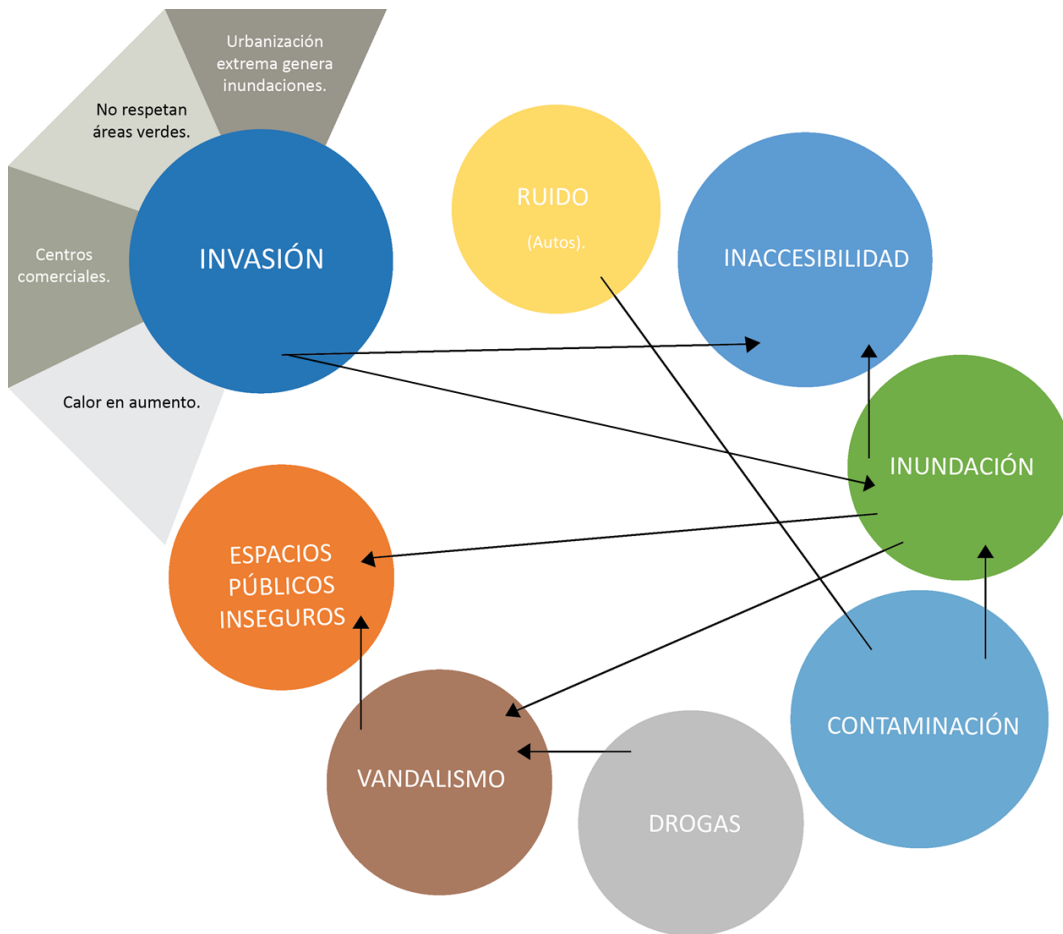 Urbanización
extrema genera
inundaciones.
No respetan
áreas verdes.
Centros
comerciales.
Calor en aumento.
INVASIÓN
RUIDO
(Autos).
INACCESIBILIDAD
INUNDACIÓN
CONTAMINACIÓN
DROGAS
VANDALISMO
ESPACIOS
PÚBLICOS
INSEGUROS